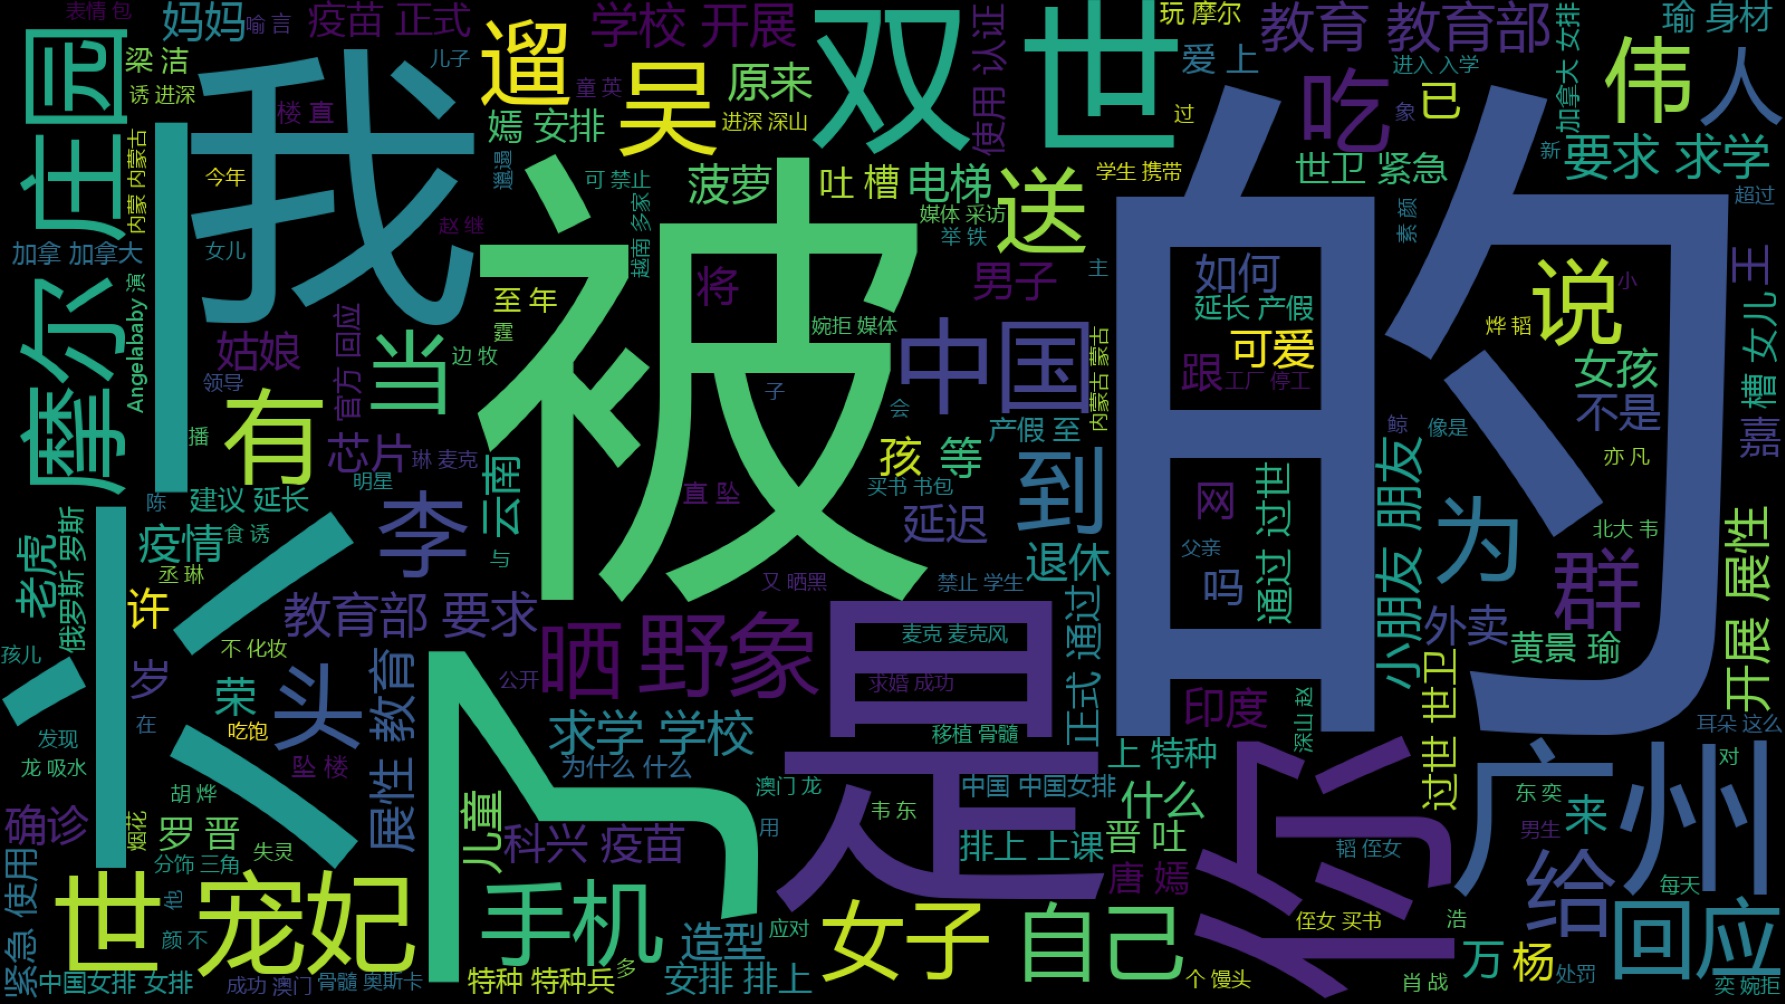 表情 包
妈妈
喻 言
疫苗 正式
学校 开展
双 世
玩 摩尔
教育 教育部
瑜 身材
梁 洁
诱 进深
我
儿子
楼 直
遛
童 英
吴
原来
使用 认证
爱 上
进入 入学
吃
象
已
加拿大 女排
伟
人
摩尔 庄园
嫣 安排
进深 深山
过
世卫 紧急
新
要求 求学
今年
内蒙 内蒙古
遢遢
可 禁止
菠萝
吐 槽
电梯
送
学生 携带
超过
加拿 加拿大
女儿
赵 继
越南 多家
被
媒体 采访
举 铁
的
素 颜
王
Angelababy 演
姑娘
官方 回应
至 年
霆
将
男子
主
如何
延长 产假
说
小
领导
当
边 牧
婉拒 媒体
中国
内蒙古 蒙古
可爱
跟
工厂 停工
烨 韬
女孩
槽 女儿
播
有
芯片
琳 麦克
子
会
产假 至
鲸
像是
不是
嘉
陈
建议 延长
明星
云南
直 坠
孩
等
买书 书包
到
网
通过 过世
小朋友 朋友
亦 凡
老虎
俄罗斯 罗斯
疫情
食 诱
李
与
延迟
退休
父亲
吗
为
北大 韦
群
开展 展性
丞 琳
许
米
教育部 要求
又 晒黑
禁止 学生
正式 通过
外卖
黄景 瑜
孩儿
岁
不 化妆
晒
野象
是
麦克 麦克风
求婚 成功
世卫 过世
荣
头
展性 教育
公开
吃饱
在
发现
龙 吸水
坠 楼
个
求学 学校
为什么 什么
移植 骨髓
印度
深山 赵
耳朵 这么
上 特种
你
广州
对
澳门 龙
中国 中国女排
什么
东 奕
来
确诊
烟花
胡 烨
罗 晋
失灵
儿童
科兴 疫苗
用
韦 东
排上 上课
晋 吐
韬 侄女
男生
分饰 三角
唐 嫣
给
每天
紧急 使用
世
他
颜 不
宠妃
手机
造型
应对
女子
自己
侄女 买书
浩
回应
中国女排 女排
成功 澳门
骨髓 奥斯卡
特种 特种兵
多
安排 排上
个 馒头
肖 战
万
杨
处罚
奕 婉拒